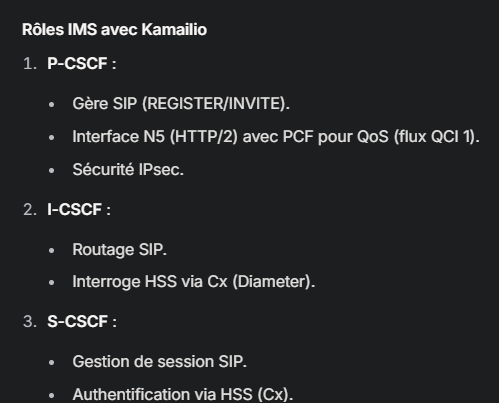 Rôles IMS avec Kamailio
1. P-CSCF :
• Gère SIP (REGISTER/INVITE).
• Interface N5 (HTTP/2) avec PCF pour QoS (flux QCI 1).
• Sécurité IPsec.
2. I-CSCF :
• Routage SIP.
• Interroge HSS via Cx (Diameter).
3. S-CSCF :
• Gestion de session SIP.
• Authentification via HSS (Cx).